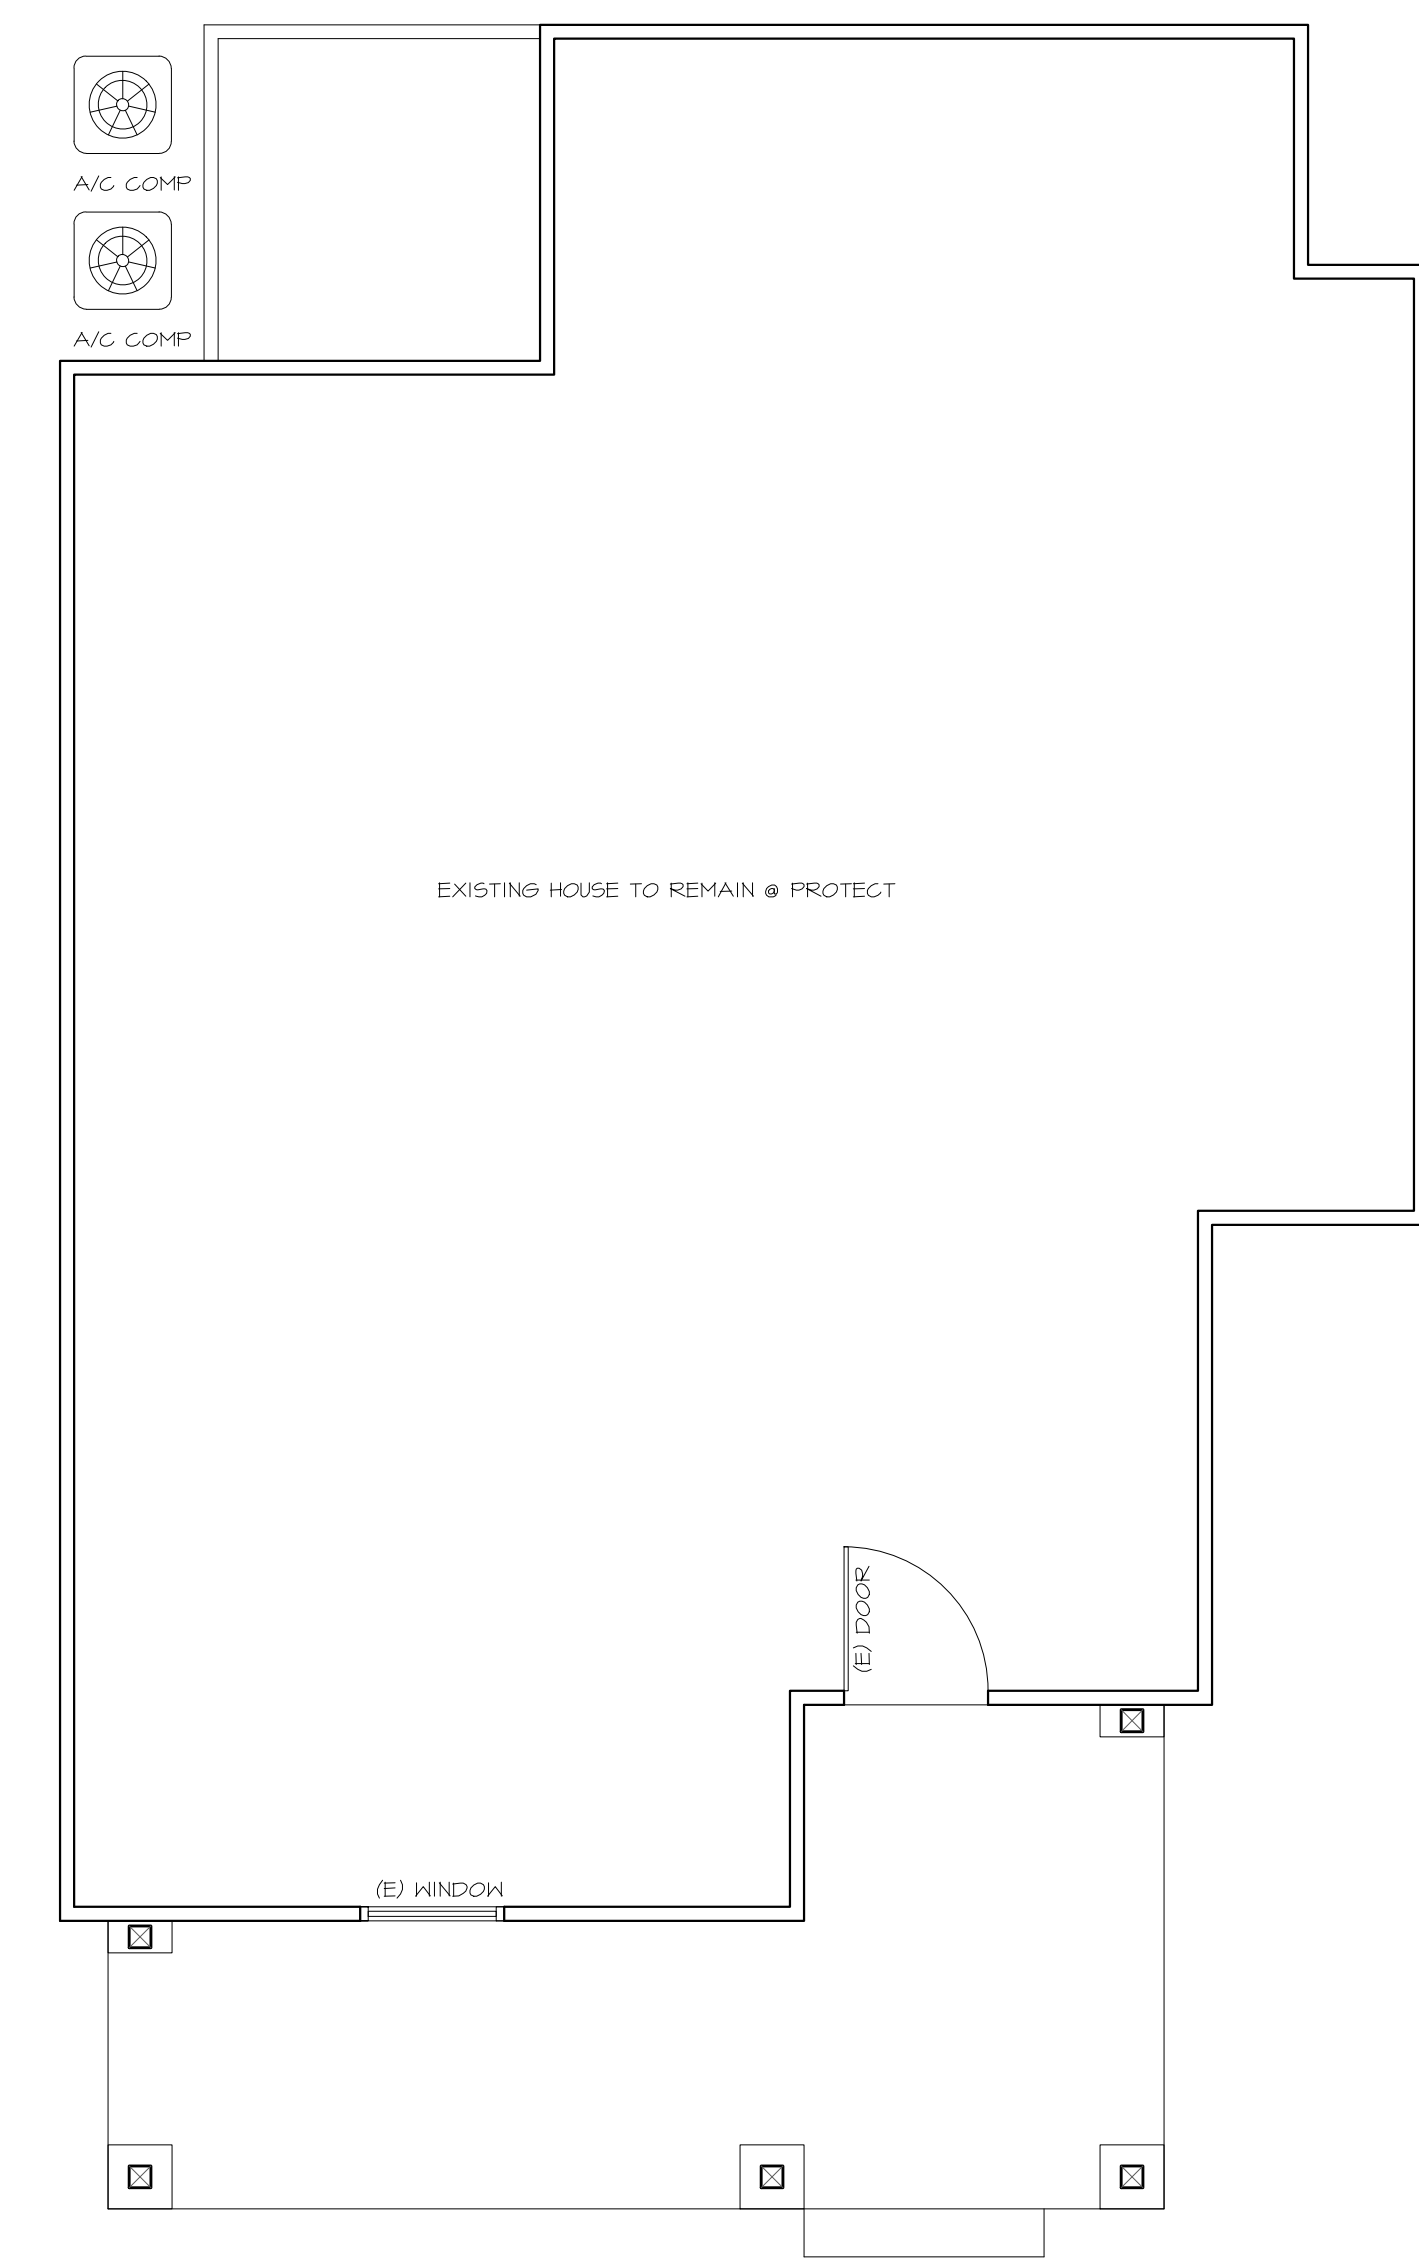 A/C COMP
A/C COMP
EXISTING HOUSE TO REMAIN @ PROTECT
(E) DOOR
(E) WINDOW